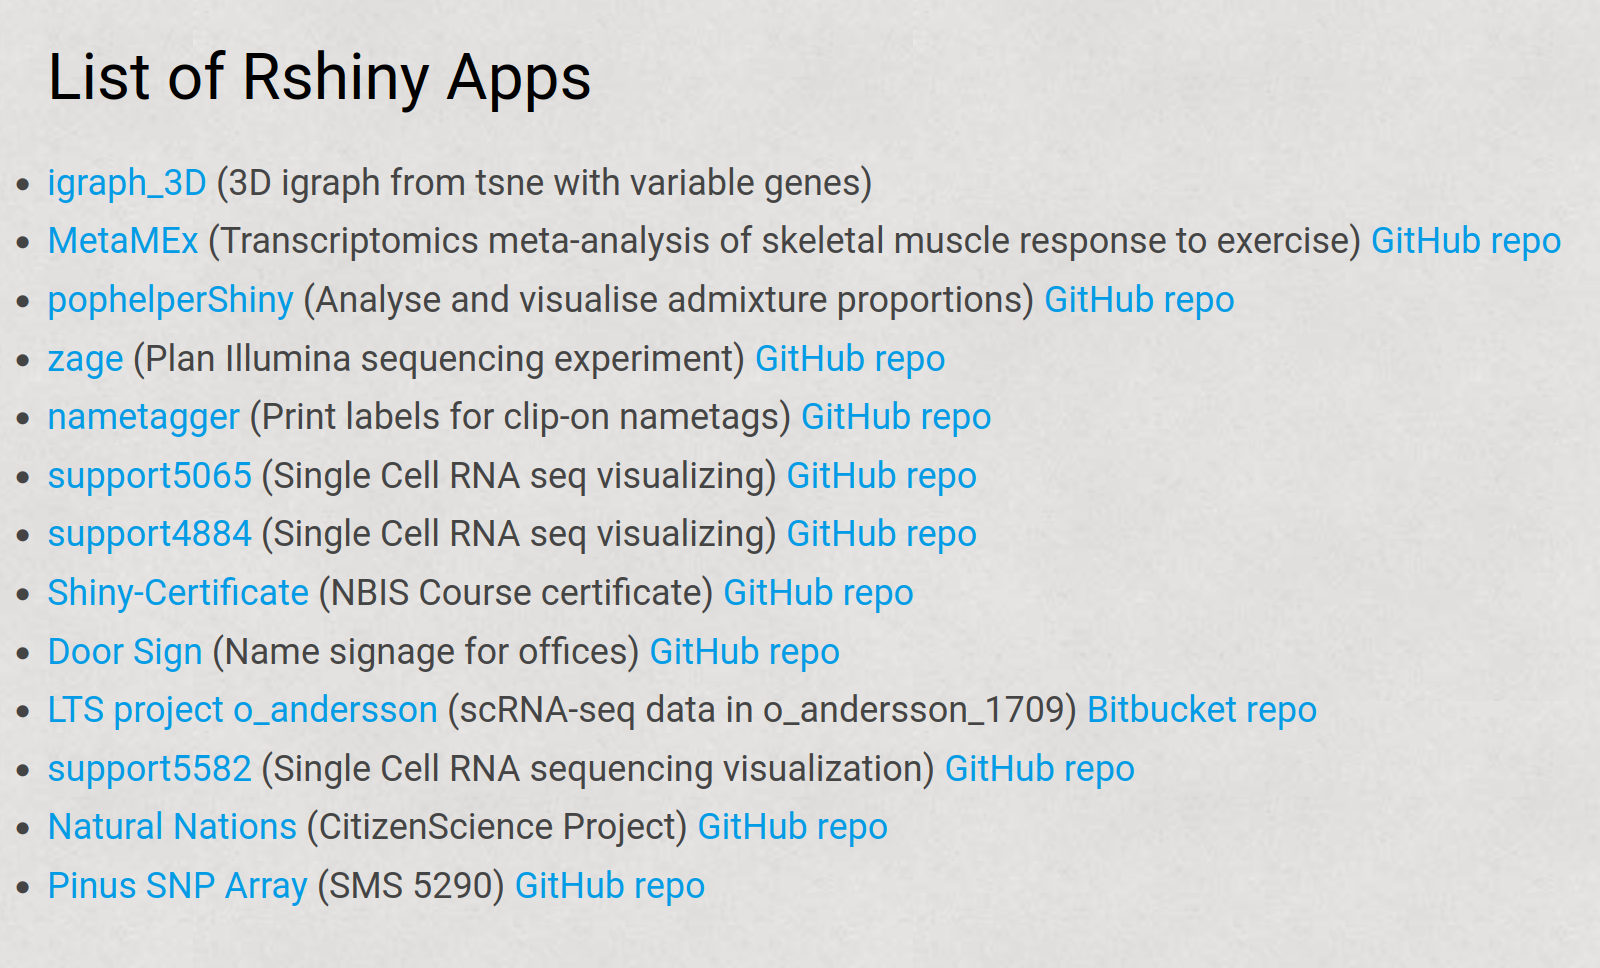 List of Rshiny Apps
igraph_3D (3D igraph from tsne with variable genes)
MetaMEx (Transcriptomics meta-analysis of skeletal muscle response to exercise) GitHub repo
pophelperShiny (Analyse and visualise admixture proportions) GitHub repo
zage (Plan Illumina sequencing experiment) GitHub repo
nametagger (Print labels for clip-on nametags) GitHub repo
support5065 (Single Cell RNA seq visualizing) GitHub repo
support4884 (Single Cell RNA seq visualizing) GitHub repo
Shiny-Certificate (NBIS Course certificate) GitHub repo
Door Sign (Name signage for offices) GitHub repo
LTS project o_andersson (scRNA-seq data in o_andersson_1709) Bitbucket repo
support5582 (Single Cell RNA sequencing visualization) GitHub repo
Natural Nations (CitizenScience Project) GitHub repo
Pinus SNP Array (SMS 5290) GitHub repo